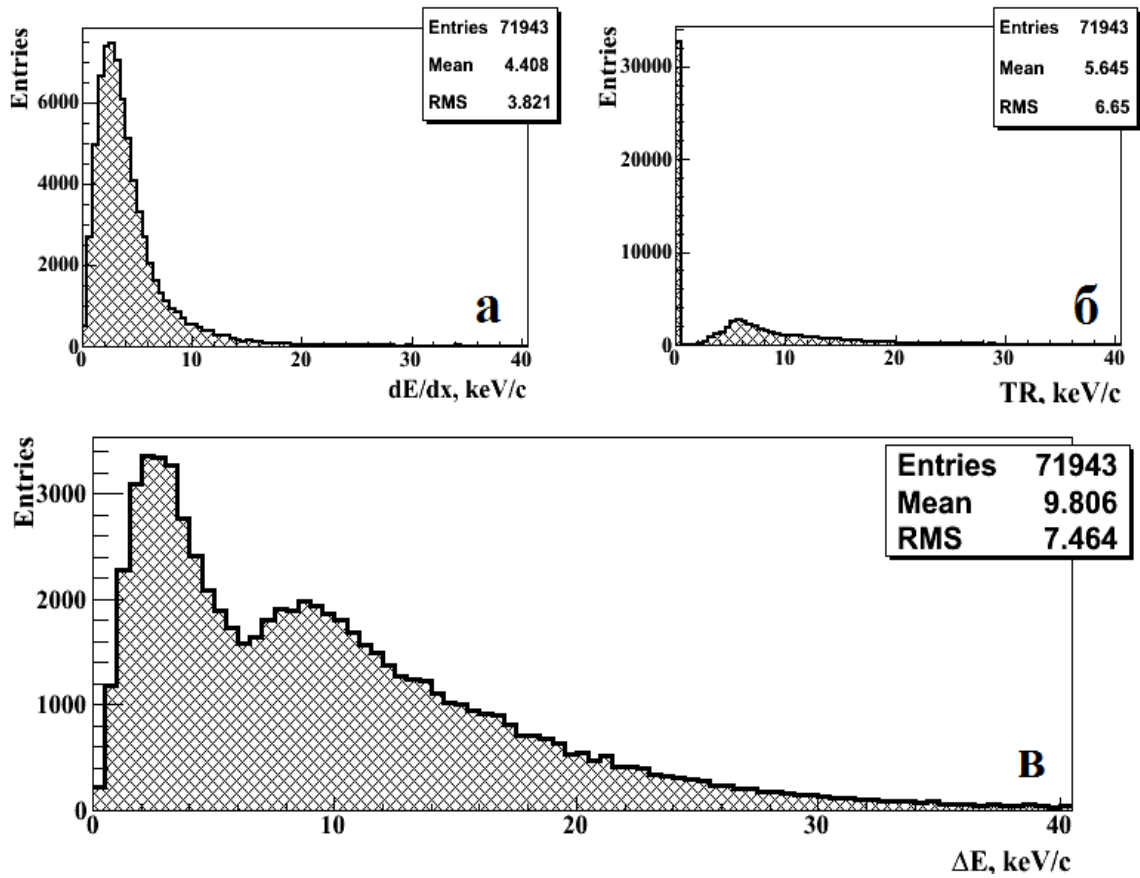 Entries 71943
Mean 4.408
RMS 3.821
Entries
6000
4000
2000
0
0 10 20 30 40
dE/dx, keV/c
а
Entries 71943
Mean 5.645
RMS 6.65
Entries
30000
20000
10000
0
0 10 20 30 40
TR, keV/c
б
Entries 71943
Mean 9.806
RMS 7.464
Entries
3000
2000
1000
0
0 10 20 30 40
ΔE, keV/c
в